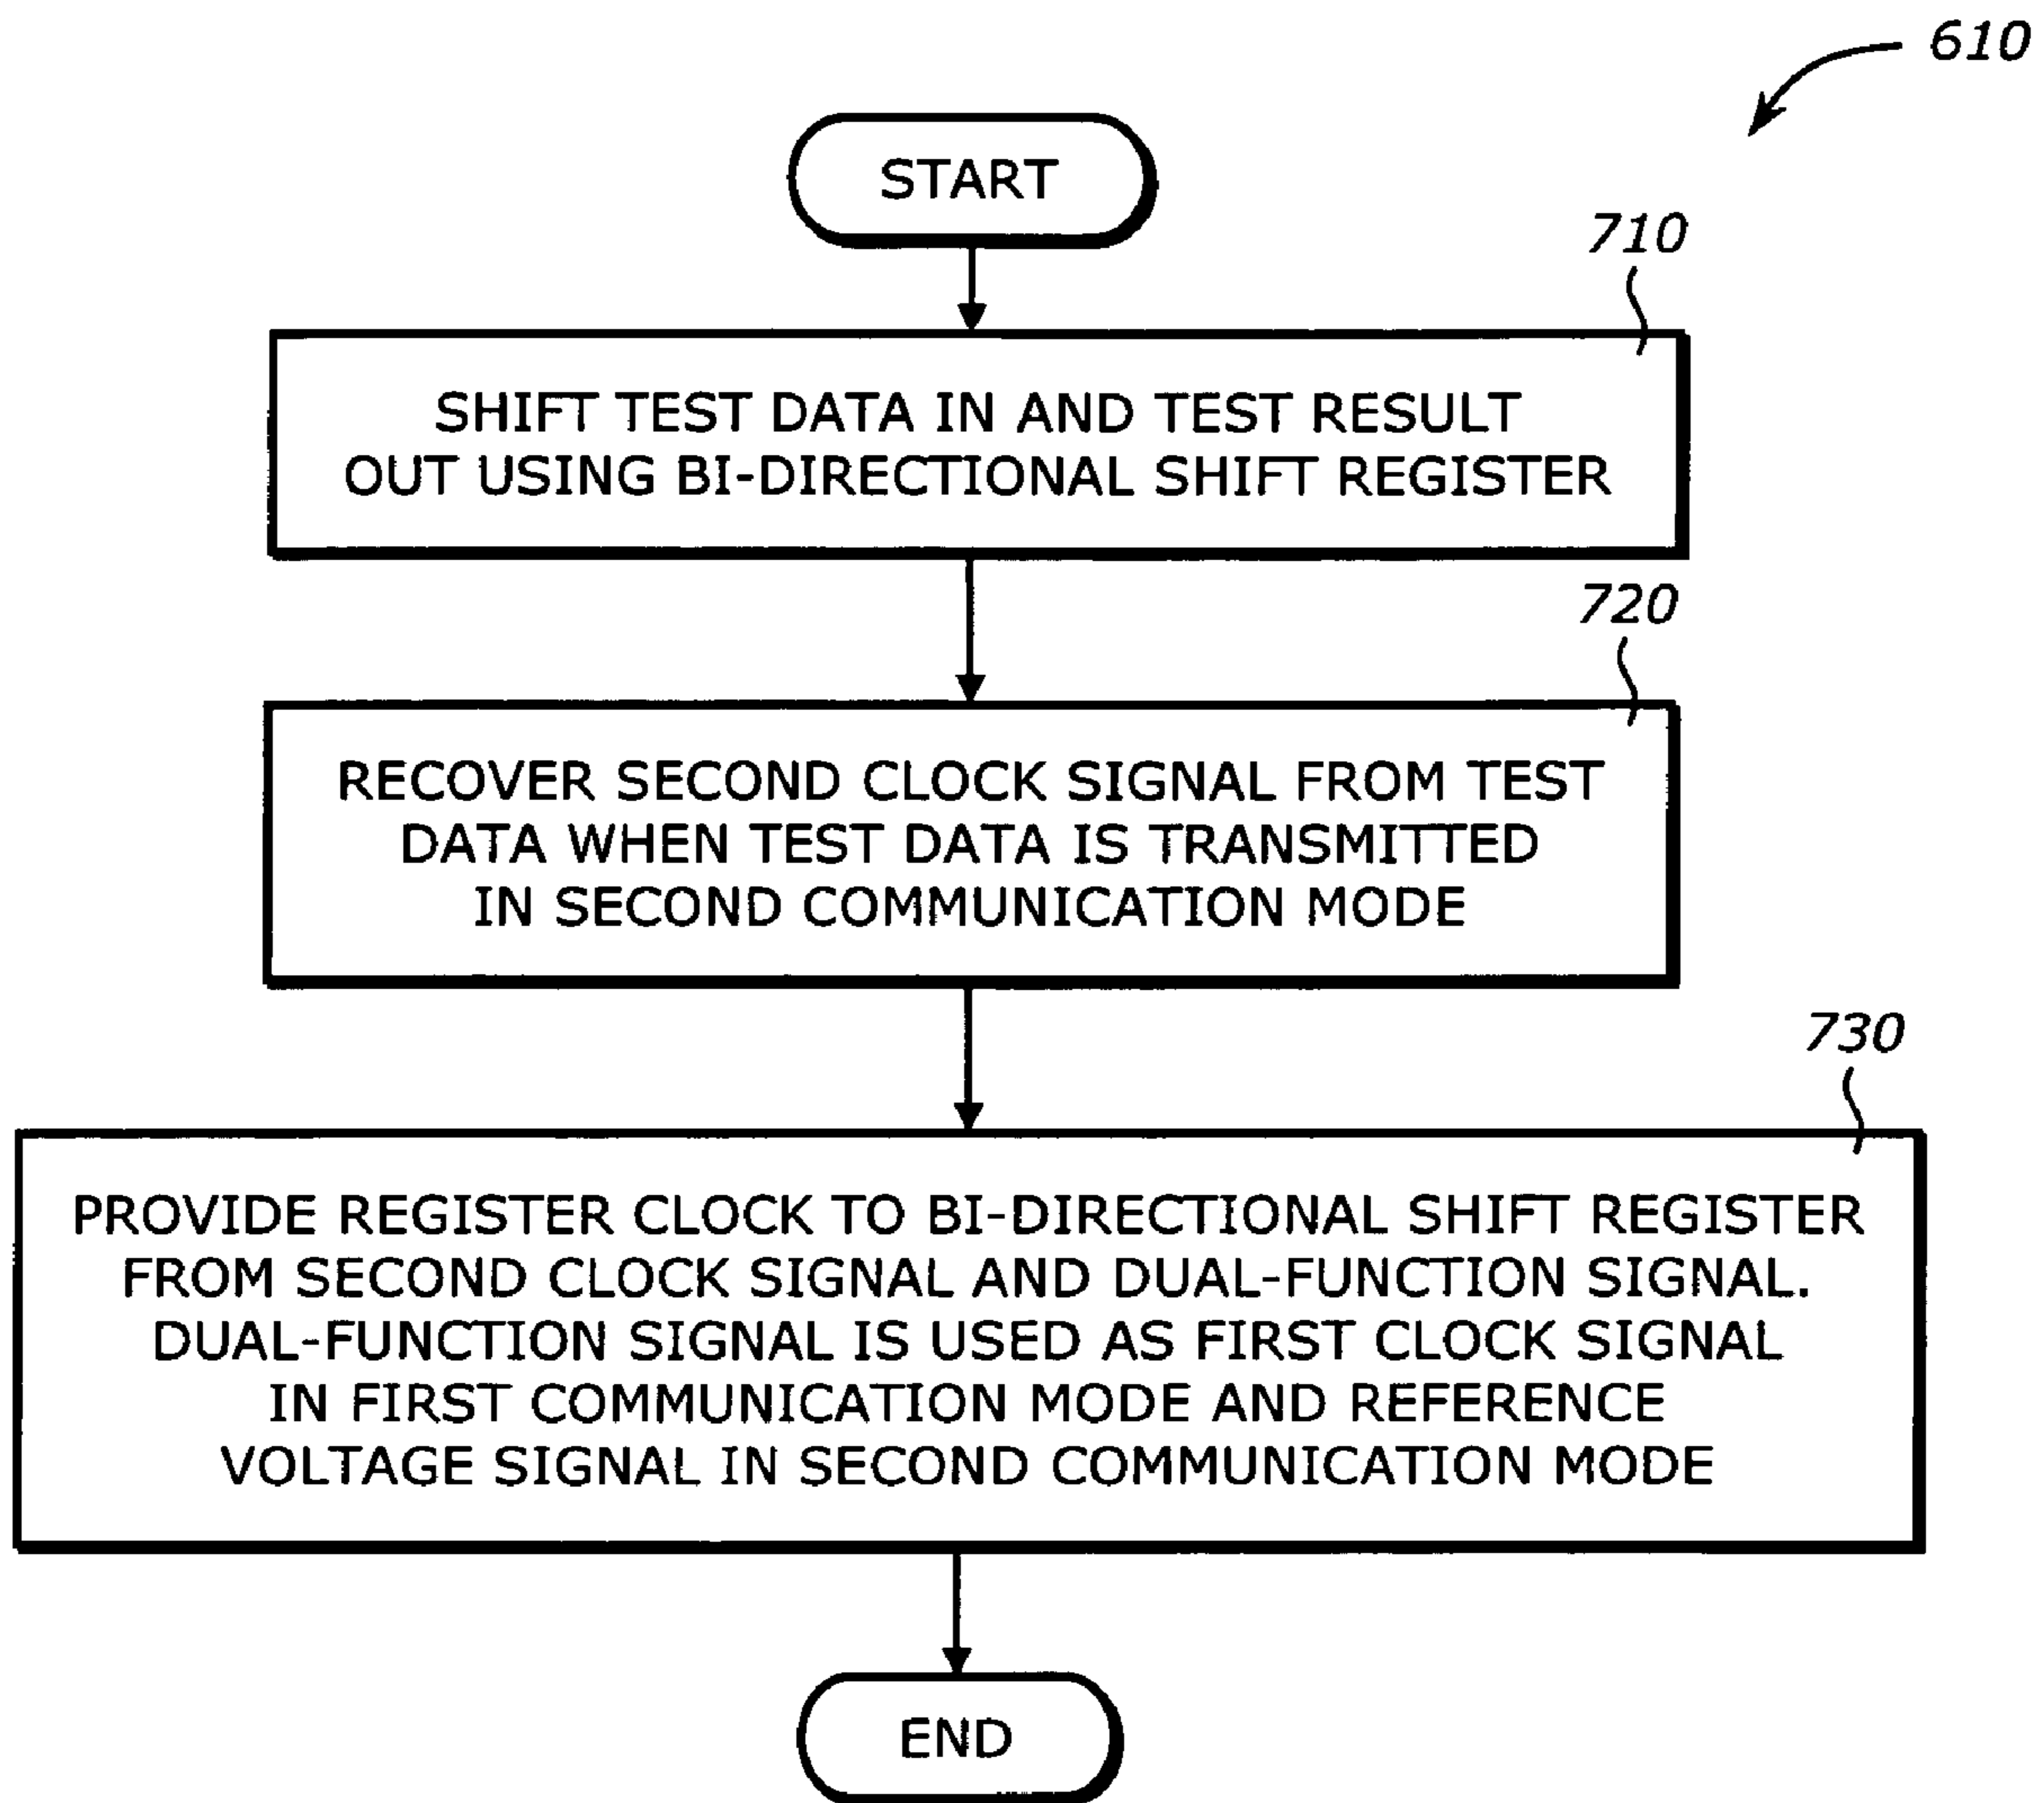 610
START
710
SHIFT TEST DATA IN AND TEST RESULT
OUT USING BI-DIRECTIONAL SHIFT REGISTER
720
RECOVER SECOND CLOCK SIGNAL FROM TEST
DATA WHEN TEST DATA IS TRANSMITTED
IN SECOND COMMUNICATION MODE
730
PROVIDE REGISTER CLOCK TO BI-DIRECTIONAL SHIFT REGISTER
FROM SECOND CLOCK SIGNAL AND DUAL-FUNCTION SIGNAL.
DUAL-FUNCTION SIGNAL IS USED AS FIRST CLOCK SIGNAL
IN FIRST COMMUNICATION MODE AND REFERENCE
VOLTAGE SIGNAL IN SECOND COMMUNICATION MODE
END